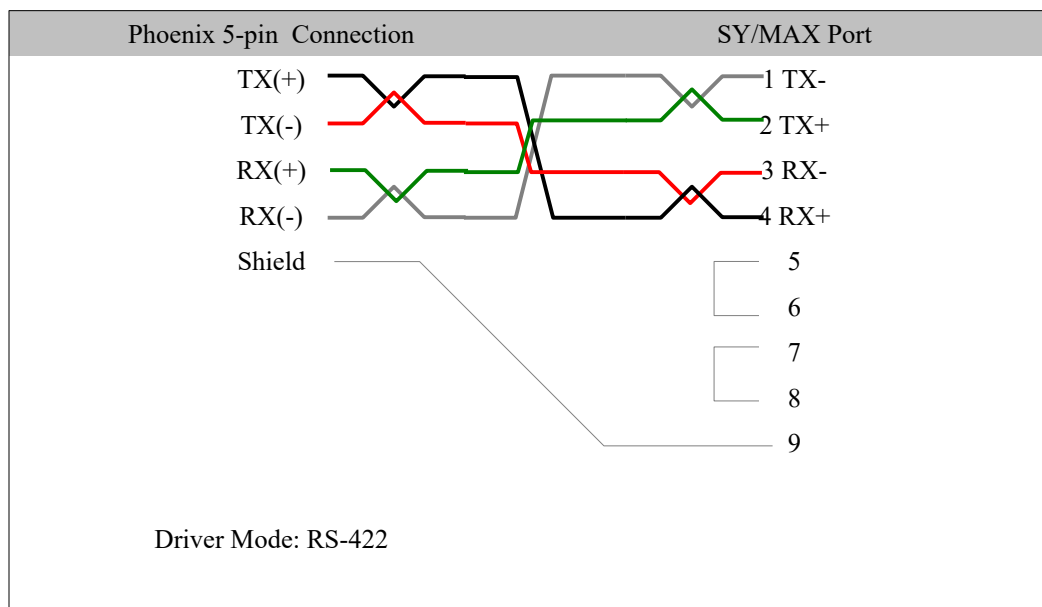 Phoenix 5-pin Connection SY/MAX Port
TX(+) 1 TX-
TX(-) 2 TX+
RX(+) 3 RX-
RX(-) 4 RX+
Shield 5
6
7
8
9
Driver Mode: RS-422